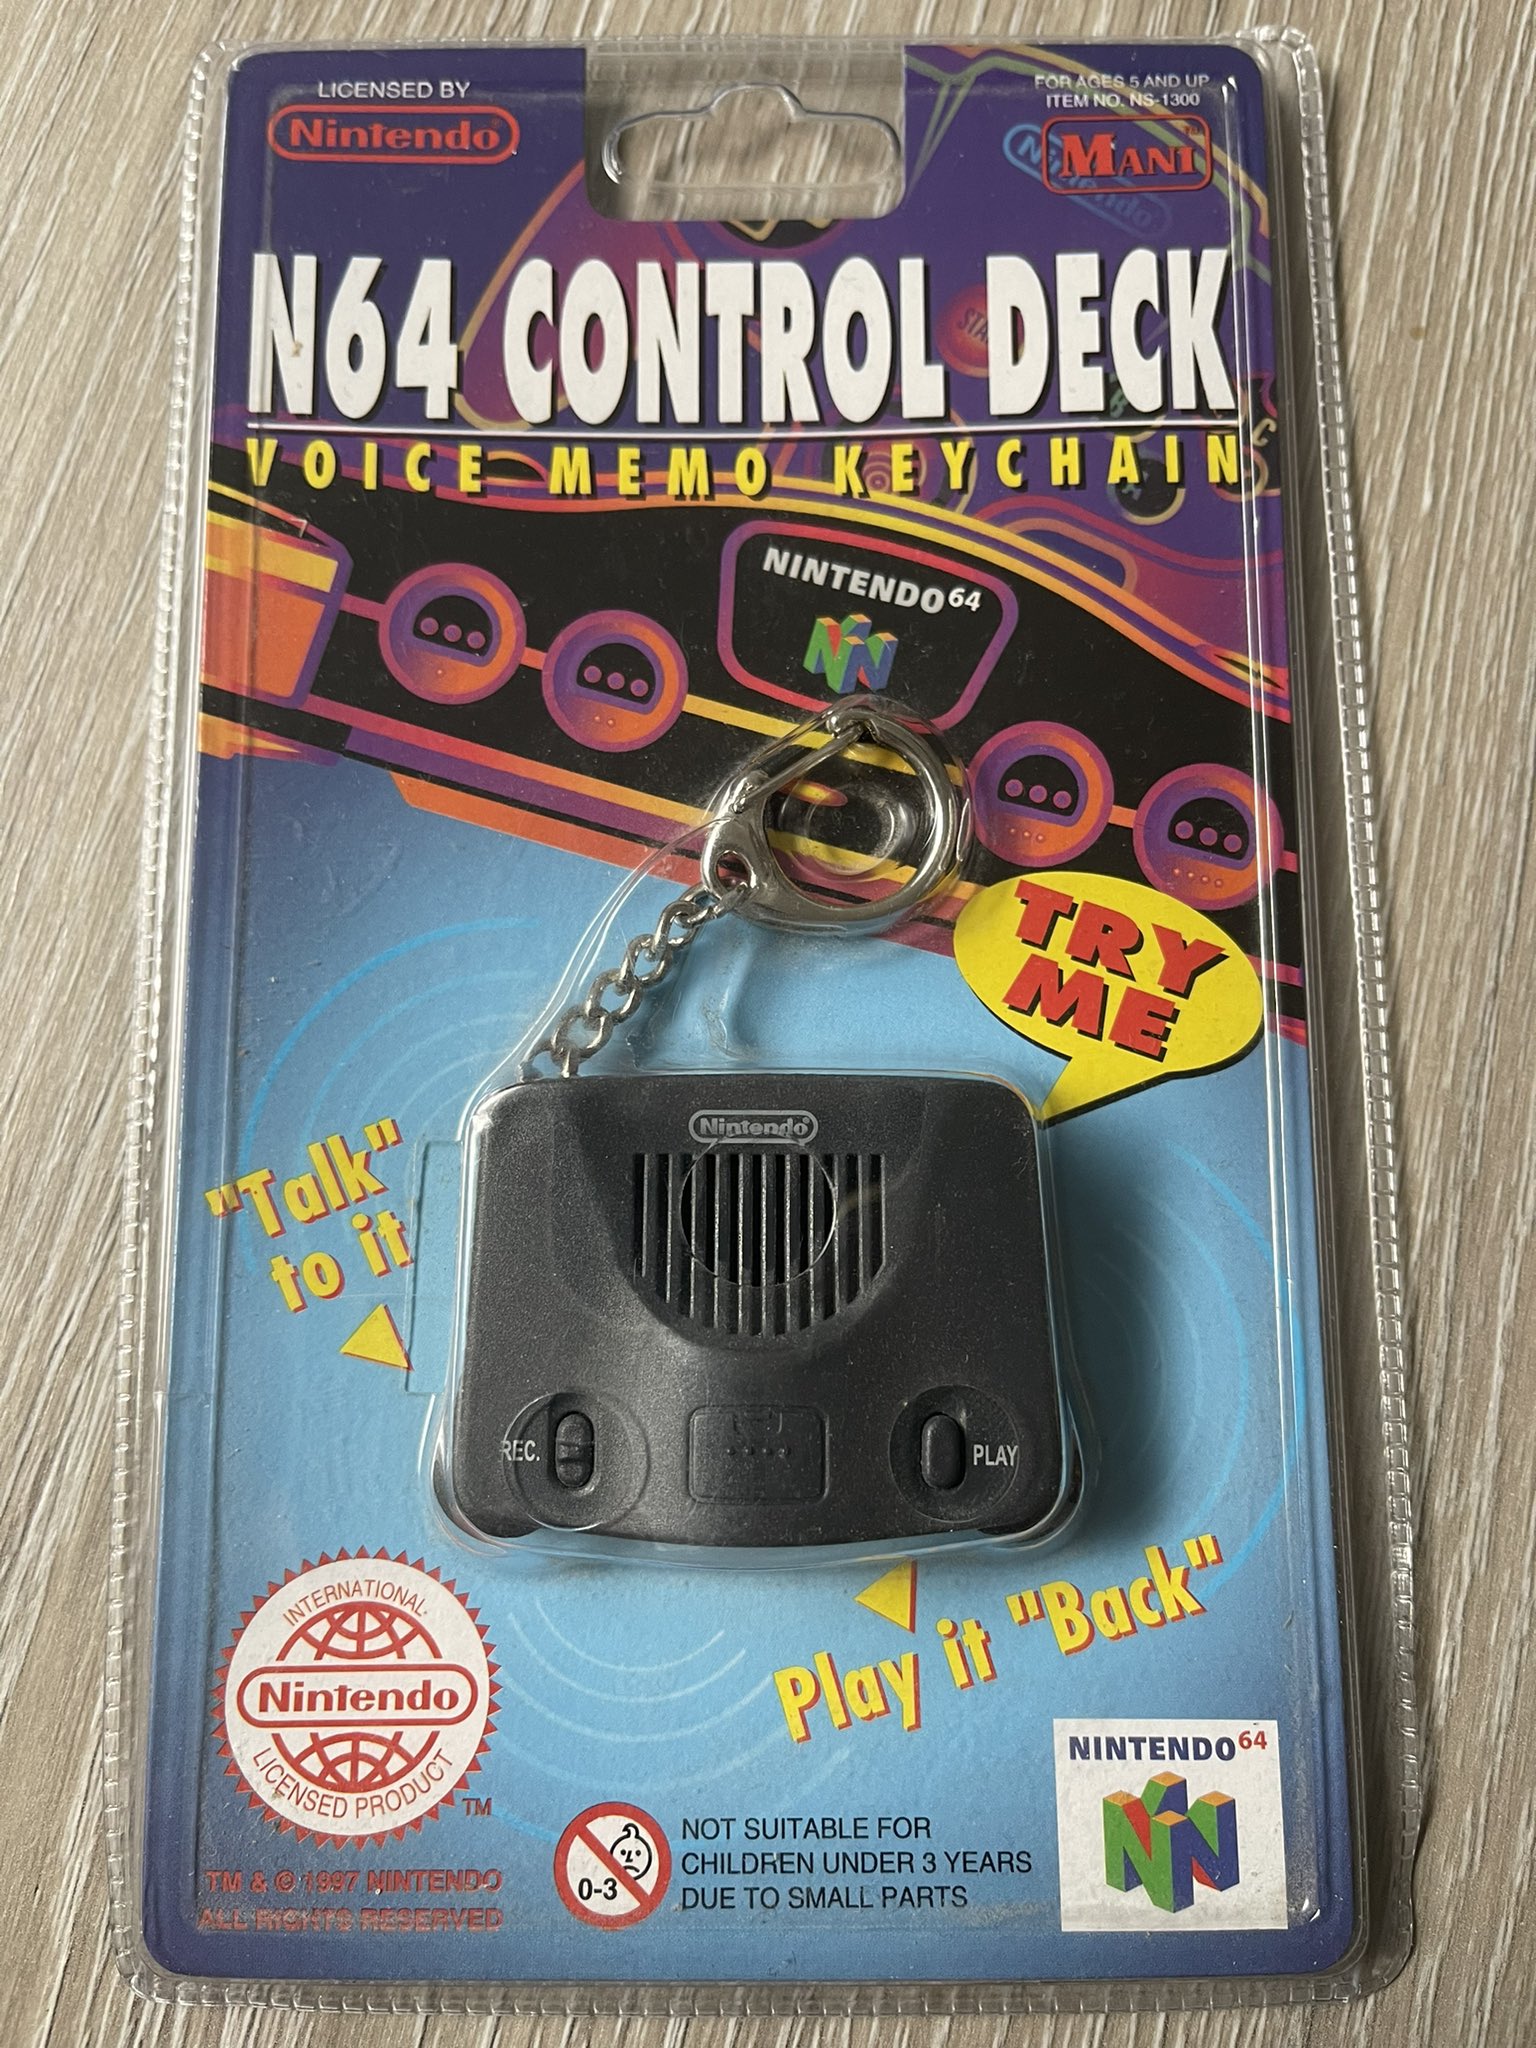 LICENSED BY
Nintendo®
FOR AGES 5 AND UP
ITEM NO. NS-1300
MANI™
Nintendo
N64 CONTROL DECK
VOICE MEMO KEYCHAIN
NINTENDO64
TRY
ME
Nintendo®
"Talk"
to it
REC.
PLAY
Play it "Back"
INTERNATIONAL
Nintendo
LICENSED PRODUCT
TM
TM & © 1997 NINTENDO
ALL RIGHTS RESERVED
0-3
NOT SUITABLE FOR
CHILDREN UNDER 3 YEARS
DUE TO SMALL PARTS
NINTENDO64